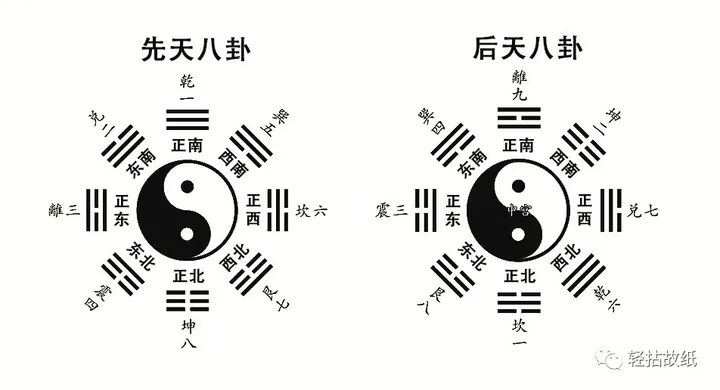 先天八卦
乾一
兑二
巽五
正南
东南
西南
離三
正东
正西
坎六
东北
西北
正北
震四
艮七
坤八
后天八卦
離九
巽四
坤二
正南
东南
西南
震三
正东
中宫
正西
兑七
东北
西北
正北
艮八
乾六
坎一
轻拈故纸